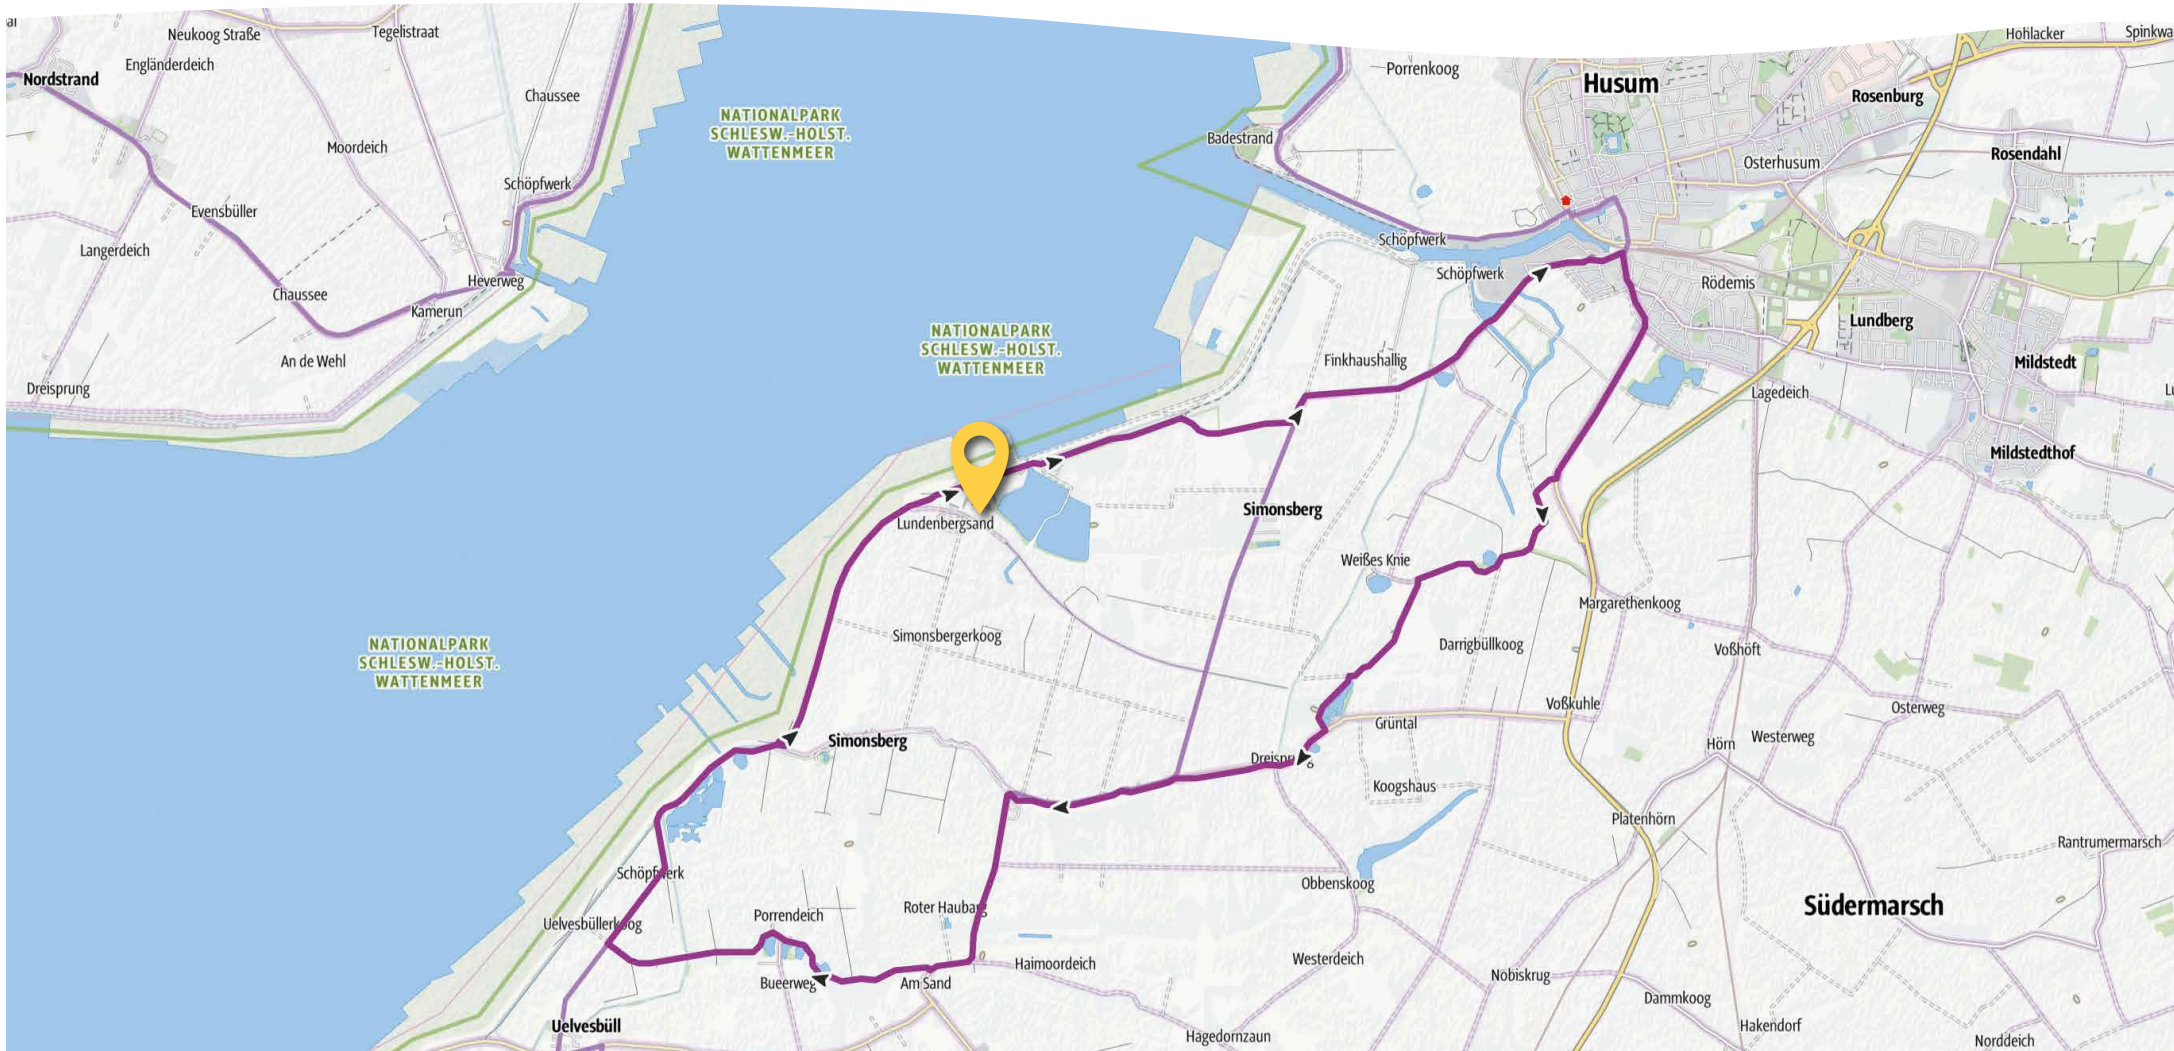 Neukoog Straße
Tegelistraat
Hohlacker
Spinkwa
Engländerdeich
Nordstrand
Porrenkoog
Husum
Chaussee
Rosenburg
NATIONALPARK
SCHLESW.-HOLST.
WATTENMEER
Badestrand
Moordeich
Osterhusum
Rosendahl
Schöpfwerk
Evensbüller
Langerdeich
Schöpfwerk
Schöpfwerk
Heverweg
Rödemis
Chaussee
Kamerun
Lundberg
NATIONALPARK
SCHLESW.-HOLST.
WATTENMEER
An de Wehl
Finkhaushallig
Mildstedt
Dreisprung
Lagedeich
Mildstedthof
Simonsberg
Lundenbergsand
Weißes Knie
Margarethenkoog
Simonsbergerkoog
NATIONALPARK
SCHLESW.-HOLST.
WATTENMEER
Darrigbüllkoog
Voßhöft
Voßkuhle
Osterweg
Grüntal
Simonsberg
Westerweg
Hörn
Dreisprung
Koogshaus
Platenhörn
Rantrumermarsch
Schöpfwerk
Obbenskoog
Roter Haubarg
Südermarsch
Porrendeich
Uelvesbüllerkoog
Haimoordeich
Westerdeich
Nobiskrug
Bueerweg
Am Sand
Dammkoog
Uelvesbüll
Hakendorf
Hagedornzaun
Norddeich